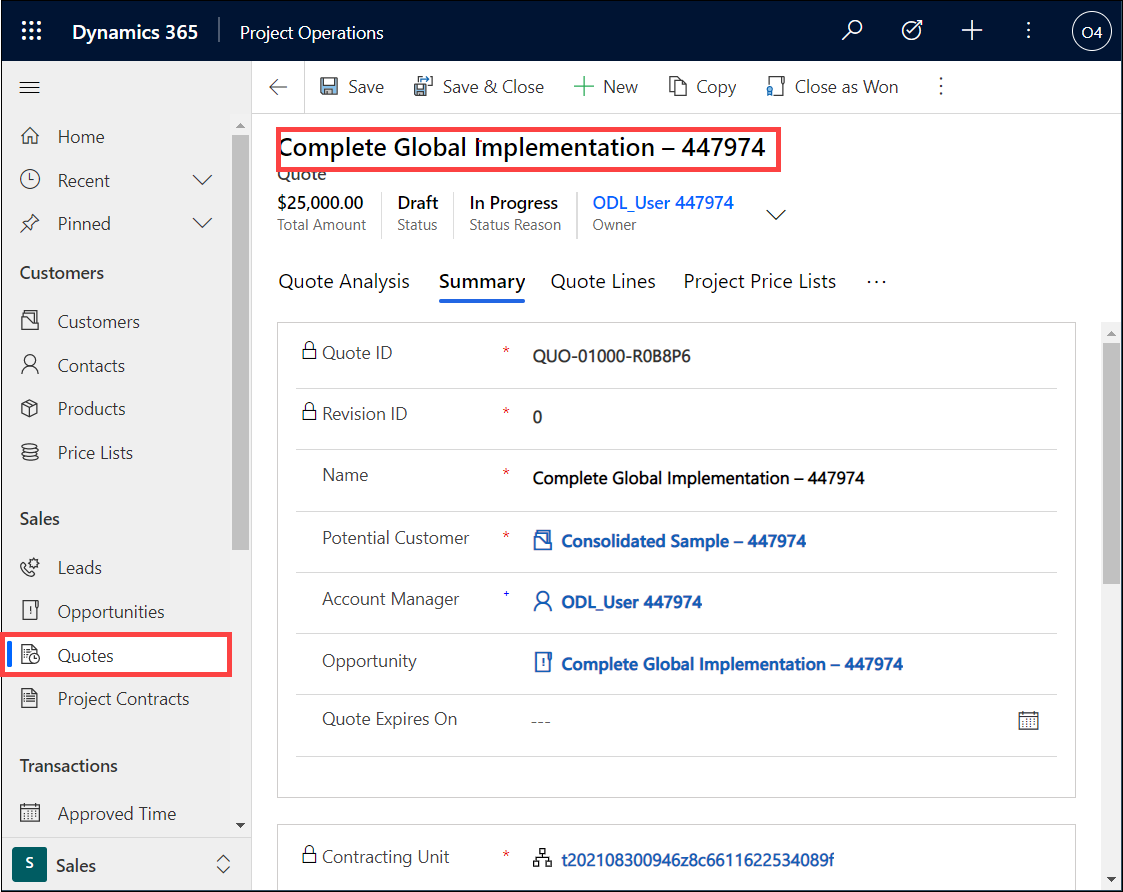 Dynamics 365 Project Operations O4
Save Save & Close New Copy Close as Won
Home
Recent
Pinned
Customers
Customers
Contacts
Products
Price Lists
Sales
Leads
Opportunities
Quotes
Project Contracts
Transactions
Approved Time
S Sales
Complete Global Implementation – 447974
Quote
$25,000.00 Draft In Progress ODL_User 447974
Total Amount Status Status Reason Owner
Quote Analysis Summary Quote Lines Project Price Lists ...
Quote ID * QUO-01000-R0B8P6
Revision ID * 0
Name * Complete Global Implementation – 447974
Potential Customer * Consolidated Sample – 447974
Account Manager + ODL_User 447974
Opportunity Complete Global Implementation – 447974
Quote Expires On ---
Contracting Unit * t202108300946z8c6611622534089f